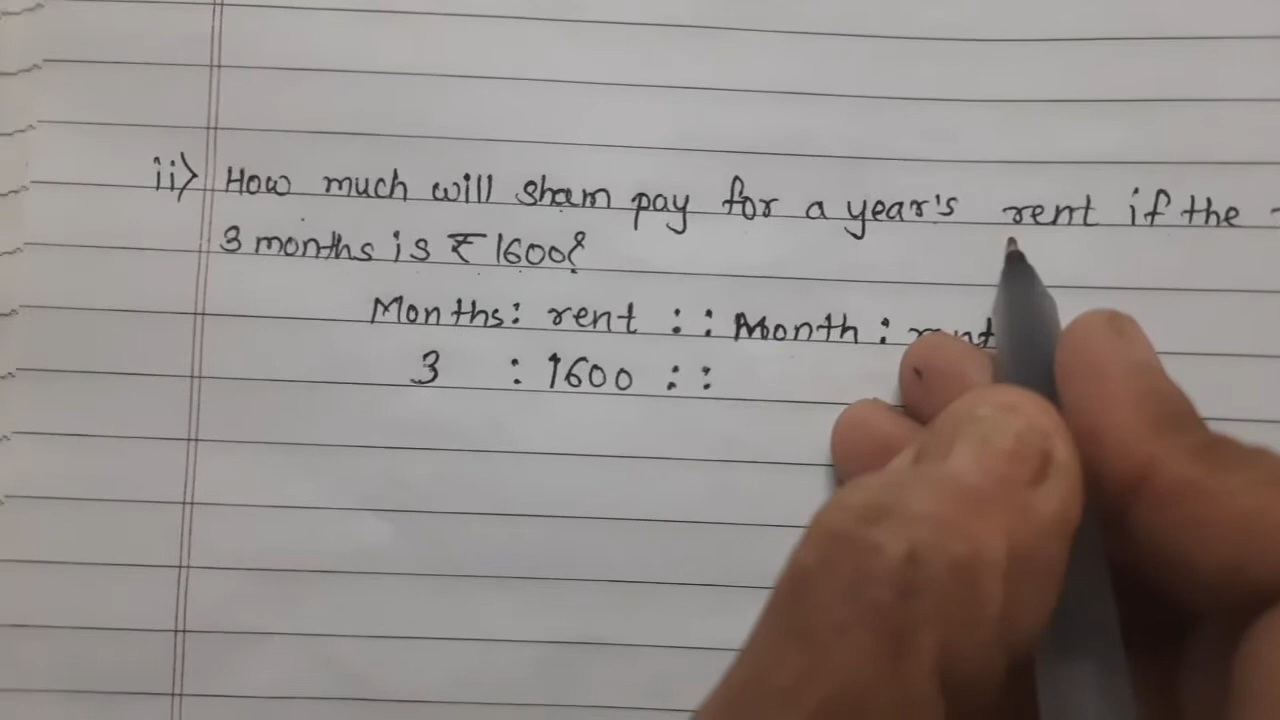 ii) How much will sham pay for a year's rent if the
3 months is ₹ 1600?
Months : rent : : Month : rent
3 : 1600 : :